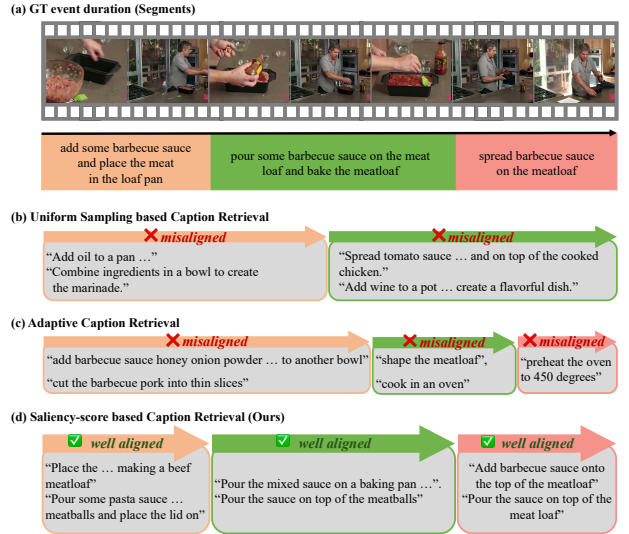 (a) GT event duration (Segments)
add some barbecue sauce
and place the meat
in the loaf pan
pour some barbecue sauce on the meat
loaf and bake the meatloaf
spread barbecue sauce
on the meatloaf
(b) Uniform Sampling based Caption Retrieval
misaligned
misaligned
“Add oil to a pan …”
“Combine ingredients in a bowl to create
the marinade.”
“Spread tomato sauce … and on top of the cooked
chicken.”
“Add wine to a pot … create a flavorful dish.”
(c) Adaptive Caption Retrieval
misaligned
misaligned
misaligned
“add barbecue sauce honey onion powder … to another bowl”
“cut the barbecue pork into thin slices”
“shape the meatloaf”,
“cook in an oven”
“preheat the oven
to 450 degrees”
(d) Saliency-score based Caption Retrieval (Ours)
well aligned
well aligned
well aligned
“Place the … making a beef
meatloaf”
“Pour some pasta sauce …
meatballs and place the lid on”
“Pour the mixed sauce on a baking pan …”.
“Pour the sauce on top of the meatballs”
“Add barbecue sauce onto
the top of the meatloaf”
“Pour the sauce on top of the
meat loaf”